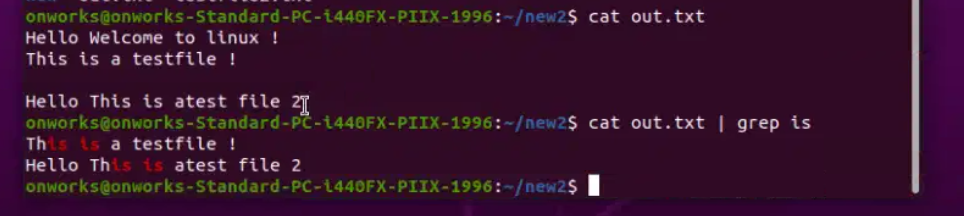 onworks@onworks-Standard-PC-i440FX-PIIX-1996:~/new2$ cat out.txt
Hello Welcome to linux !
This is a testfile !
Hello This is atest file 2
onworks@onworks-Standard-PC-i440FX-PIIX-1996:~/new2$ cat out.txt | grep is
This is a testfile !
Hello This is atest file 2
onworks@onworks-Standard-PC-i440FX-PIIX-1996:~/new2$